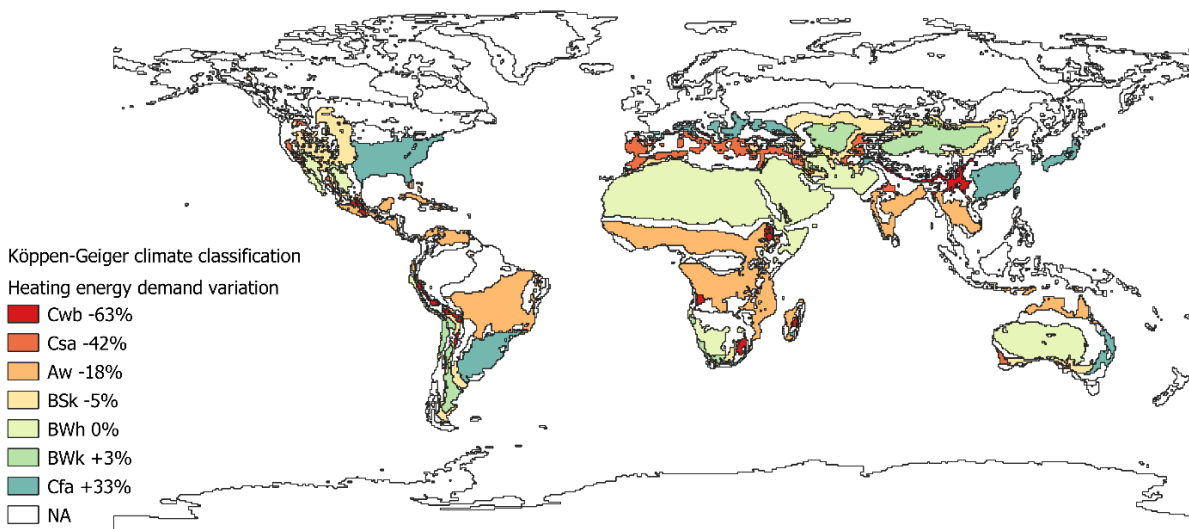 Köppen-Geiger climate classification
Heating energy demand variation
Cwb -63%
Csa -42%
Aw -18%
BSk -5%
BWh 0%
BWk +3%
Cfa +33%
NA